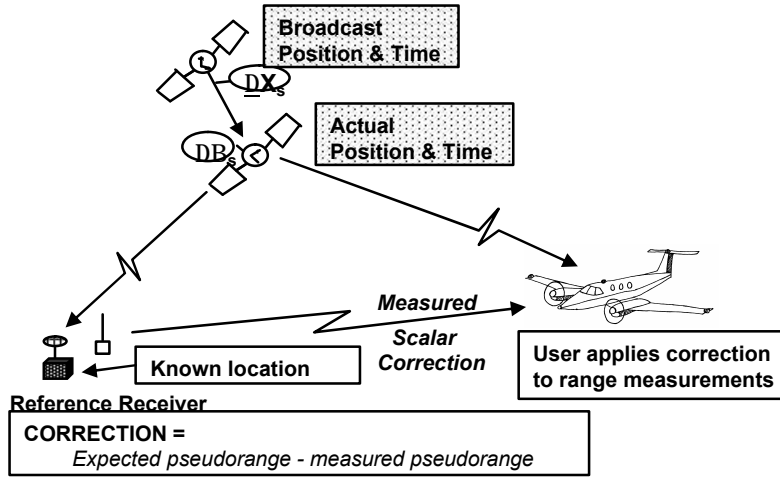 Broadcast
Position & Time
DXs
Actual
Position & Time
DBs
Measured
Scalar
Correction
Known location
User applies correction
to range measurements
Reference Receiver
CORRECTION =
Expected pseudorange - measured pseudorange